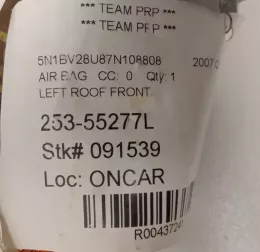 *** TEAM PRP ***
*** TEAM PRP ***
5N1BV28U87N108808
2007
AIR BAG CC: 0 Qty: 1
LEFT ROOF FRONT
253-55277L
Stk# 091539
Loc: ONCAR
R0043724